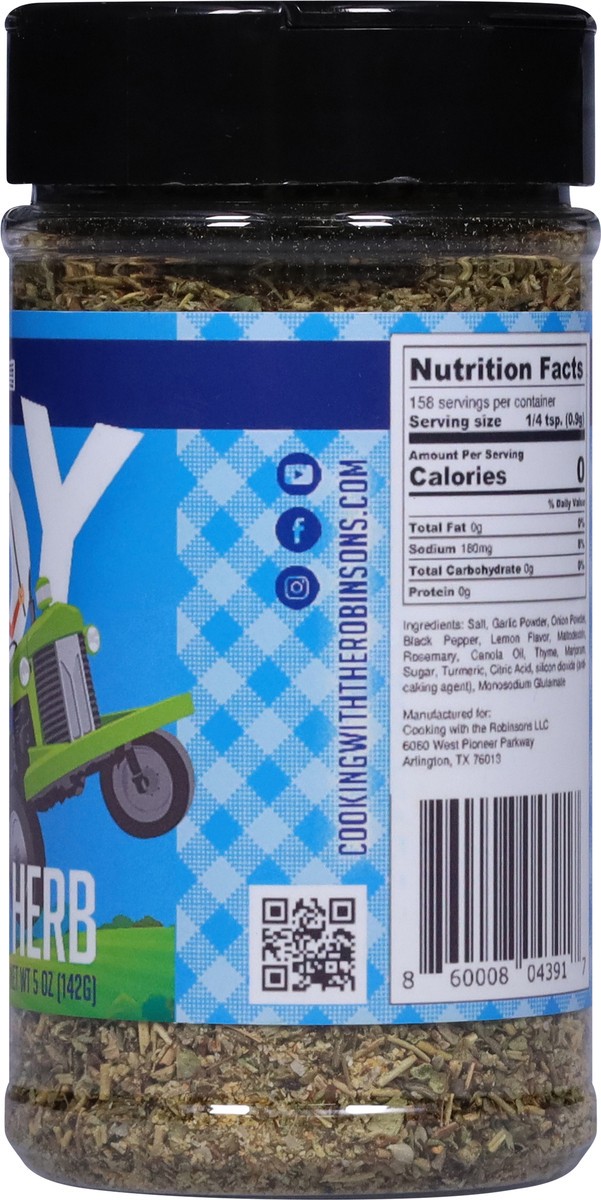 Y
HERB
NET WT 5 OZ (142G)
COOKINGWITHTHEROBINSONS.COM
Nutrition Facts
158 servings per container
Serving size 1/4 tsp. (0.9g)
Amount Per Serving
Calories 0
% Daily Value
Total Fat 0g 0%
Sodium 180mg 8%
Total Carbohydrate 0g 0%
Protein 0g
Ingredients: Salt, Garlic Powder, Onion Powder,
Black Pepper, Lemon Flavor, Maltodextrin,
Rosemary, Canola Oil, Thyme, Marjoram,
Sugar, Turmeric, Citric Acid, silicon dioxide (anti
caking agent), Monosodium Glutamate
Manufactured for:
Cooking with the Robinsons LLC
6060 West Pioneer Parkway
Arlington, TX 76013
8 60008 04391 7